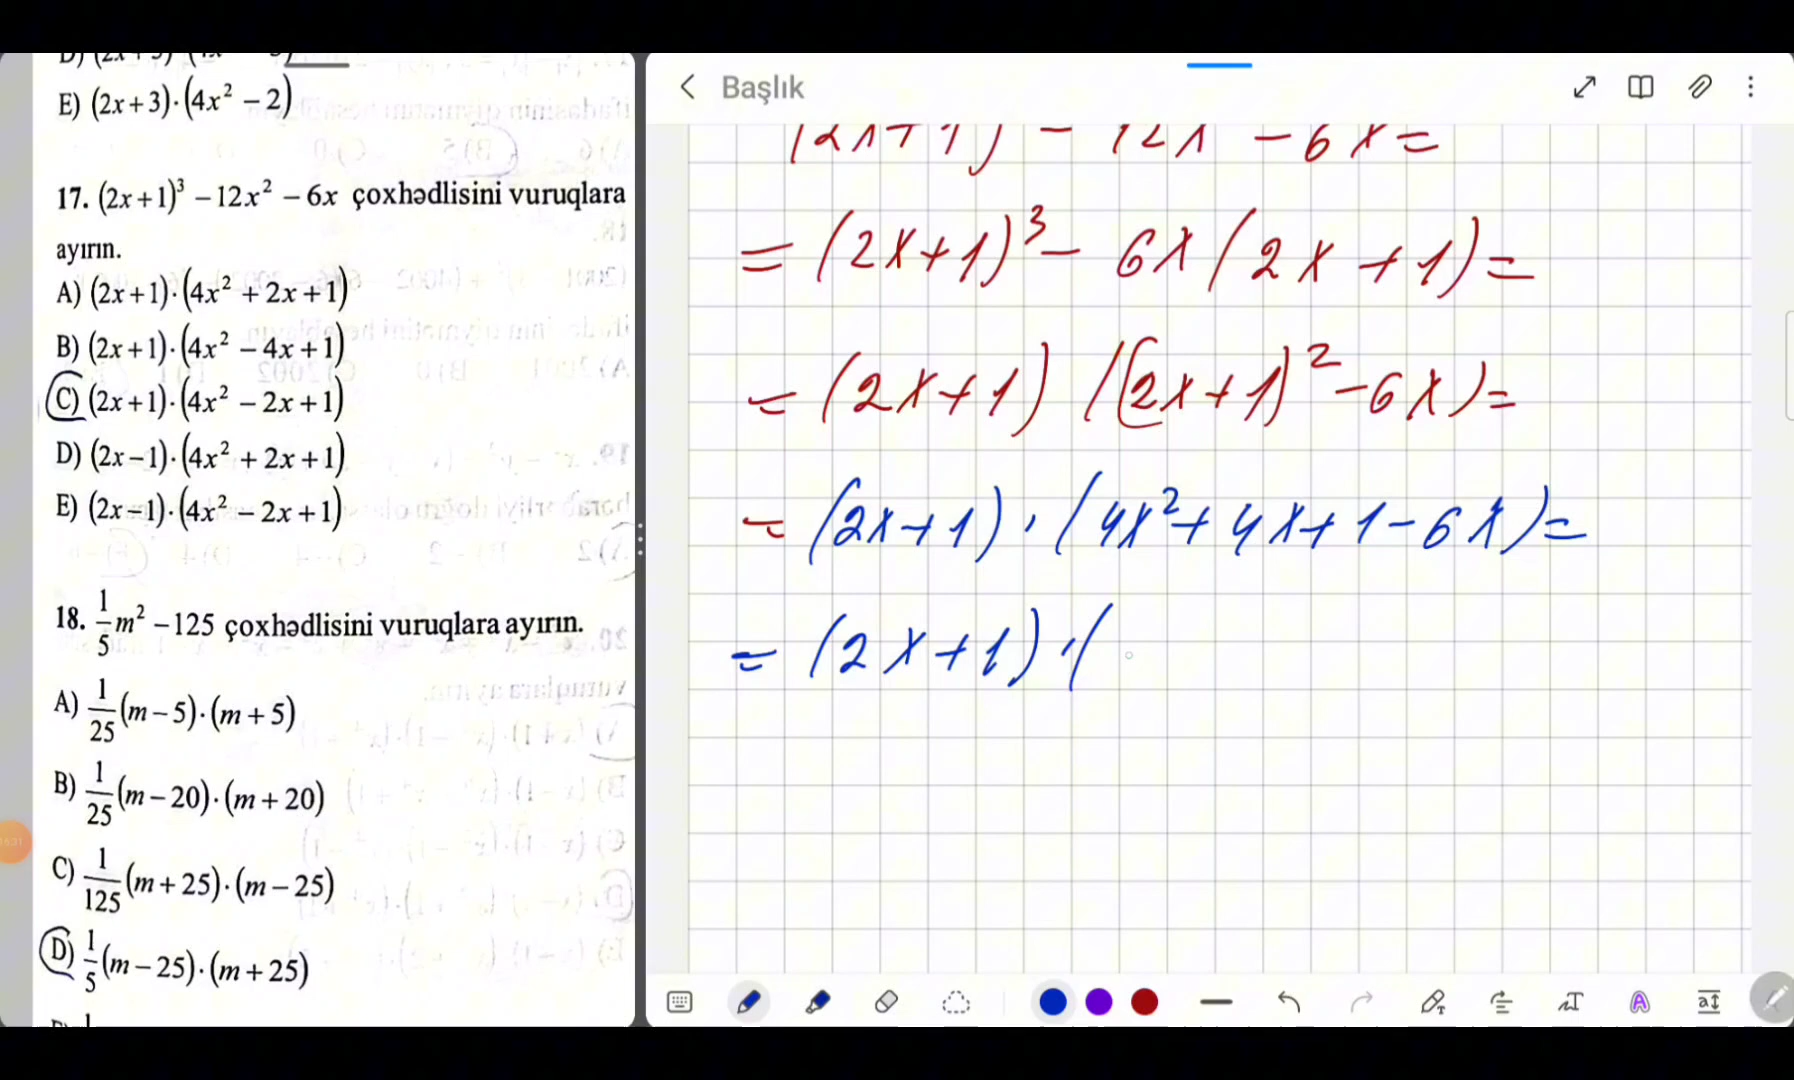 E) (2x+3)·(4x² − 2)
17. (2x+1)³ − 12x² − 6x çoxhədlisini vuruqlara
ayırın.
A) (2x+1)·(4x² + 2x+1)
B) (2x+1)·(4x² − 4x+1)
C) (2x+1)·(4x² − 2x+1)
D) (2x−1)·(4x² + 2x+1)
E) (2x−1)·(4x² − 2x+1)
18. 1/5 m² − 125 çoxhədlisini vuruqlara ayırın.
A) 1/25 (m − 5)·(m + 5)
B) 1/25 (m − 20)·(m + 20)
C) 1/125 (m + 25)·(m − 25)
D) 1/5 (m − 25)·(m + 25)
Başlık
= (2x+1)³ − 6x(2x+1) =
= (2x+1) ((2x+1)² − 6x) =
= (2x+1) · (4x² + 4x + 1 − 6x) =
= (2x+1) · (